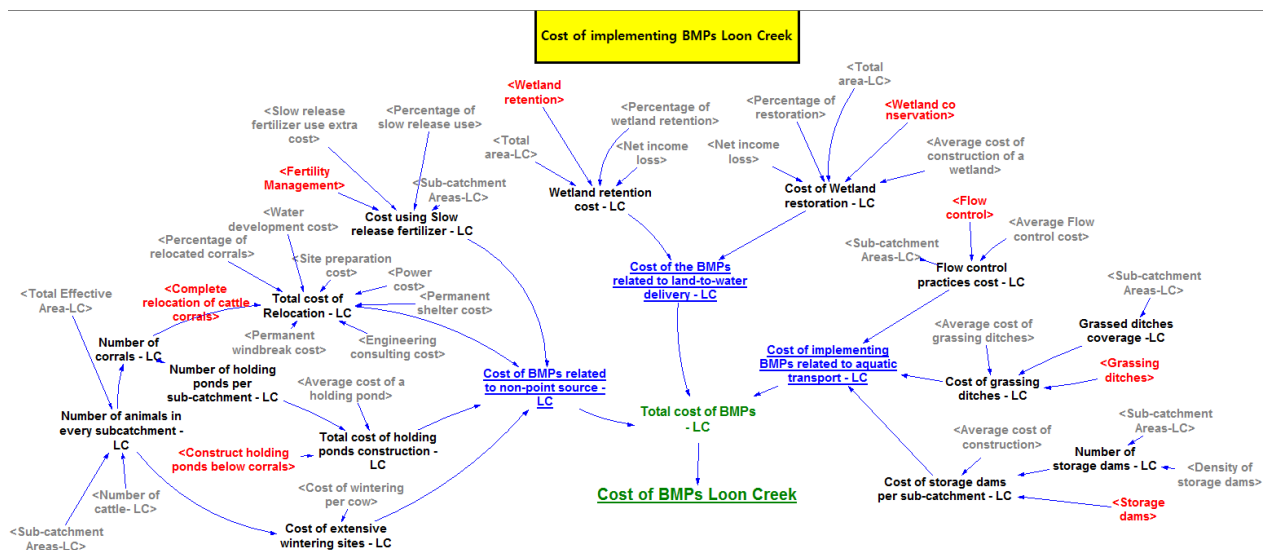 Cost of implementing BMPs Loon Creek
<Total
area-LC>
<Wetland
retention>
<Slow release
fertilizer use extra
cost>
<Percentage of
slow release use>
<Percentage of
wetland retention>
<Percentage of
restoration>
<Wetland co
nservation>
<Total
area-LC>
<Net income
loss>
<Net income
loss>
<Average cost of
construction of a
wetland>
<Fertility
Management>
<Sub-catchment
Areas-LC>
Wetland retention
cost - LC
Cost of Wetland
restoration - LC
<Flow
control>
Cost using Slow
release fertilizer - LC
<Water
development cost>
<Average Flow
control cost>
<Percentage of
relocated corrals>
<Sub-catchment
Areas-LC>
<Site preparation
cost>
<Power
cost>
Cost of the BMPs
related to land-to-water
delivery - LC
Flow control
practices cost - LC
<Sub-catchment
Areas-LC>
<Total Effective
Area-LC>
<Complete
relocation of cattle
corrals>
Total cost of
Relocation - LC
<Permanent
shelter cost>
<Permanent
windbreak cost>
<Engineering
consulting cost>
<Average cost of
grassing ditches>
Grassed ditches
coverage -LC
Number
of corrals - LC
Number of holding
ponds per
sub-catchment - LC
<Average cost of a
holding pond>
Cost of BMPs related
to non-point source -
LC
Cost of implementing
BMPs related to aquatic
transport - LC
Cost of grassing
ditches - LC
<Grassing
ditches>
Number of animals in
every subcatchment -
LC
Total cost of BMPs
- LC
<Sub-catchment
Areas-LC>
<Construct holding
ponds below corrals>
Total cost of holding
ponds construction -
LC
<Average cost of
construction>
Number of
storage dams - LC
<Density of
storage dams>
<Number of
cattle- LC>
<Cost of wintering
per cow>
Cost of BMPs Loon Creek
Cost of storage dams
per sub-catchment - LC
<Storage
dams>
<Sub-catchment
Areas-LC>
Cost of extensive
wintering sites - LC